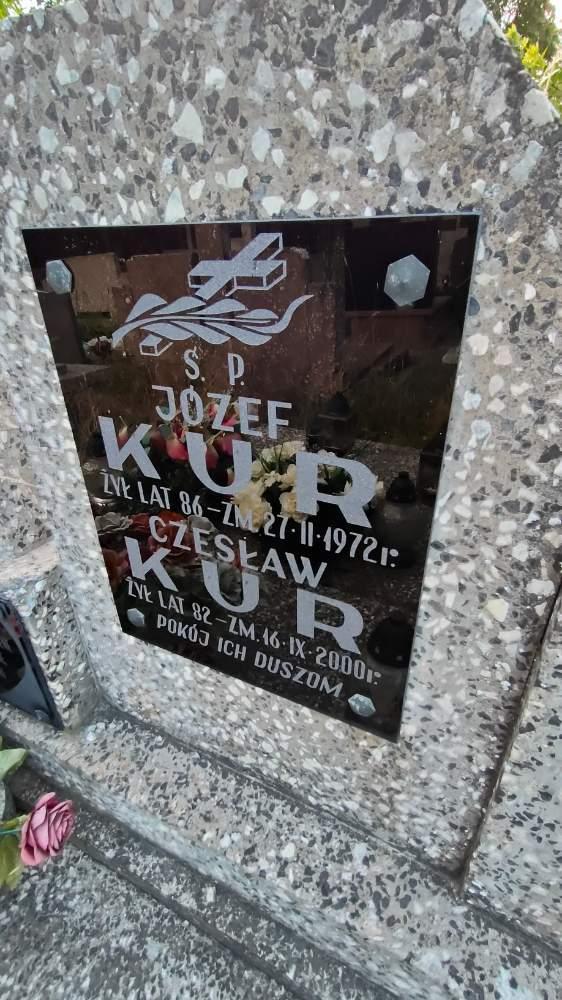 Ś. P.
JÓZEF
KUR
ŻYŁ LAT 86 – ZM. 27·II·1972 r.
CZESŁAW
KUR
ŻYŁ LAT 82 – ZM. 16·IX·2000 r.
POKÓJ ICH DUSZOM